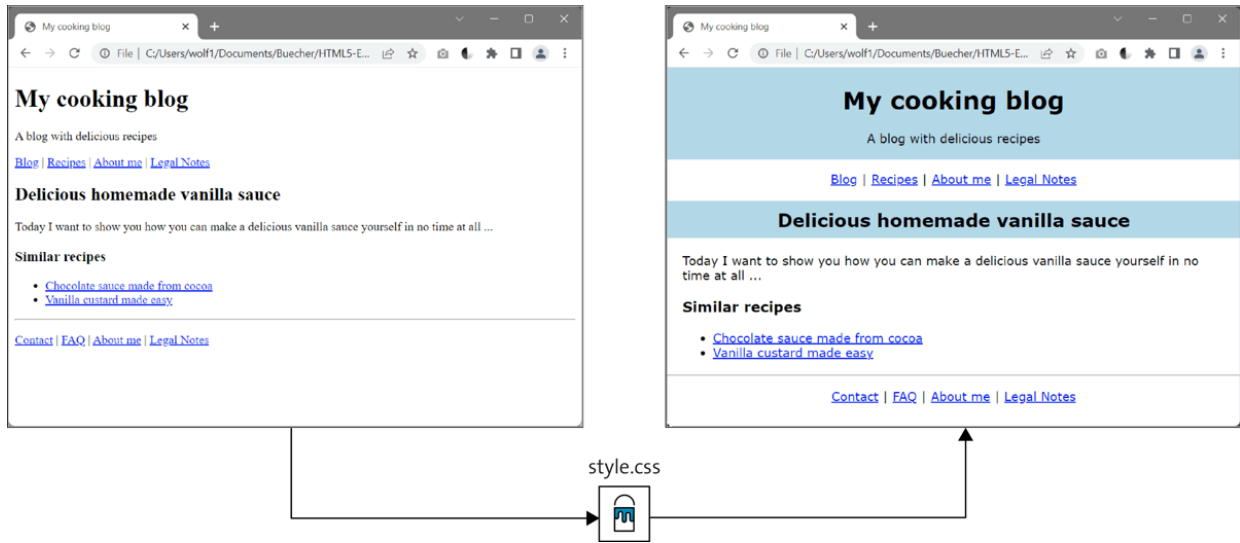 My cooking blog
File | C:/Users/wolf1/Documents/Buecher/HTML5-E...
My cooking blog
A blog with delicious recipes
Blog | Recipes | About me | Legal Notes
Delicious homemade vanilla sauce
Today I want to show you how you can make a delicious vanilla sauce yourself in no time at all ...
Similar recipes
Chocolate sauce made from cocoa
Vanilla custard made easy
Contact | FAQ | About me | Legal Notes
My cooking blog
File | C:/Users/wolf1/Documents/Buecher/HTML5-E...
My cooking blog
A blog with delicious recipes
Blog | Recipes | About me | Legal Notes
Delicious homemade vanilla sauce
Today I want to show you how you can make a delicious vanilla sauce yourself in no
time at all ...
Similar recipes
Chocolate sauce made from cocoa
Vanilla custard made easy
Contact | FAQ | About me | Legal Notes
style.css